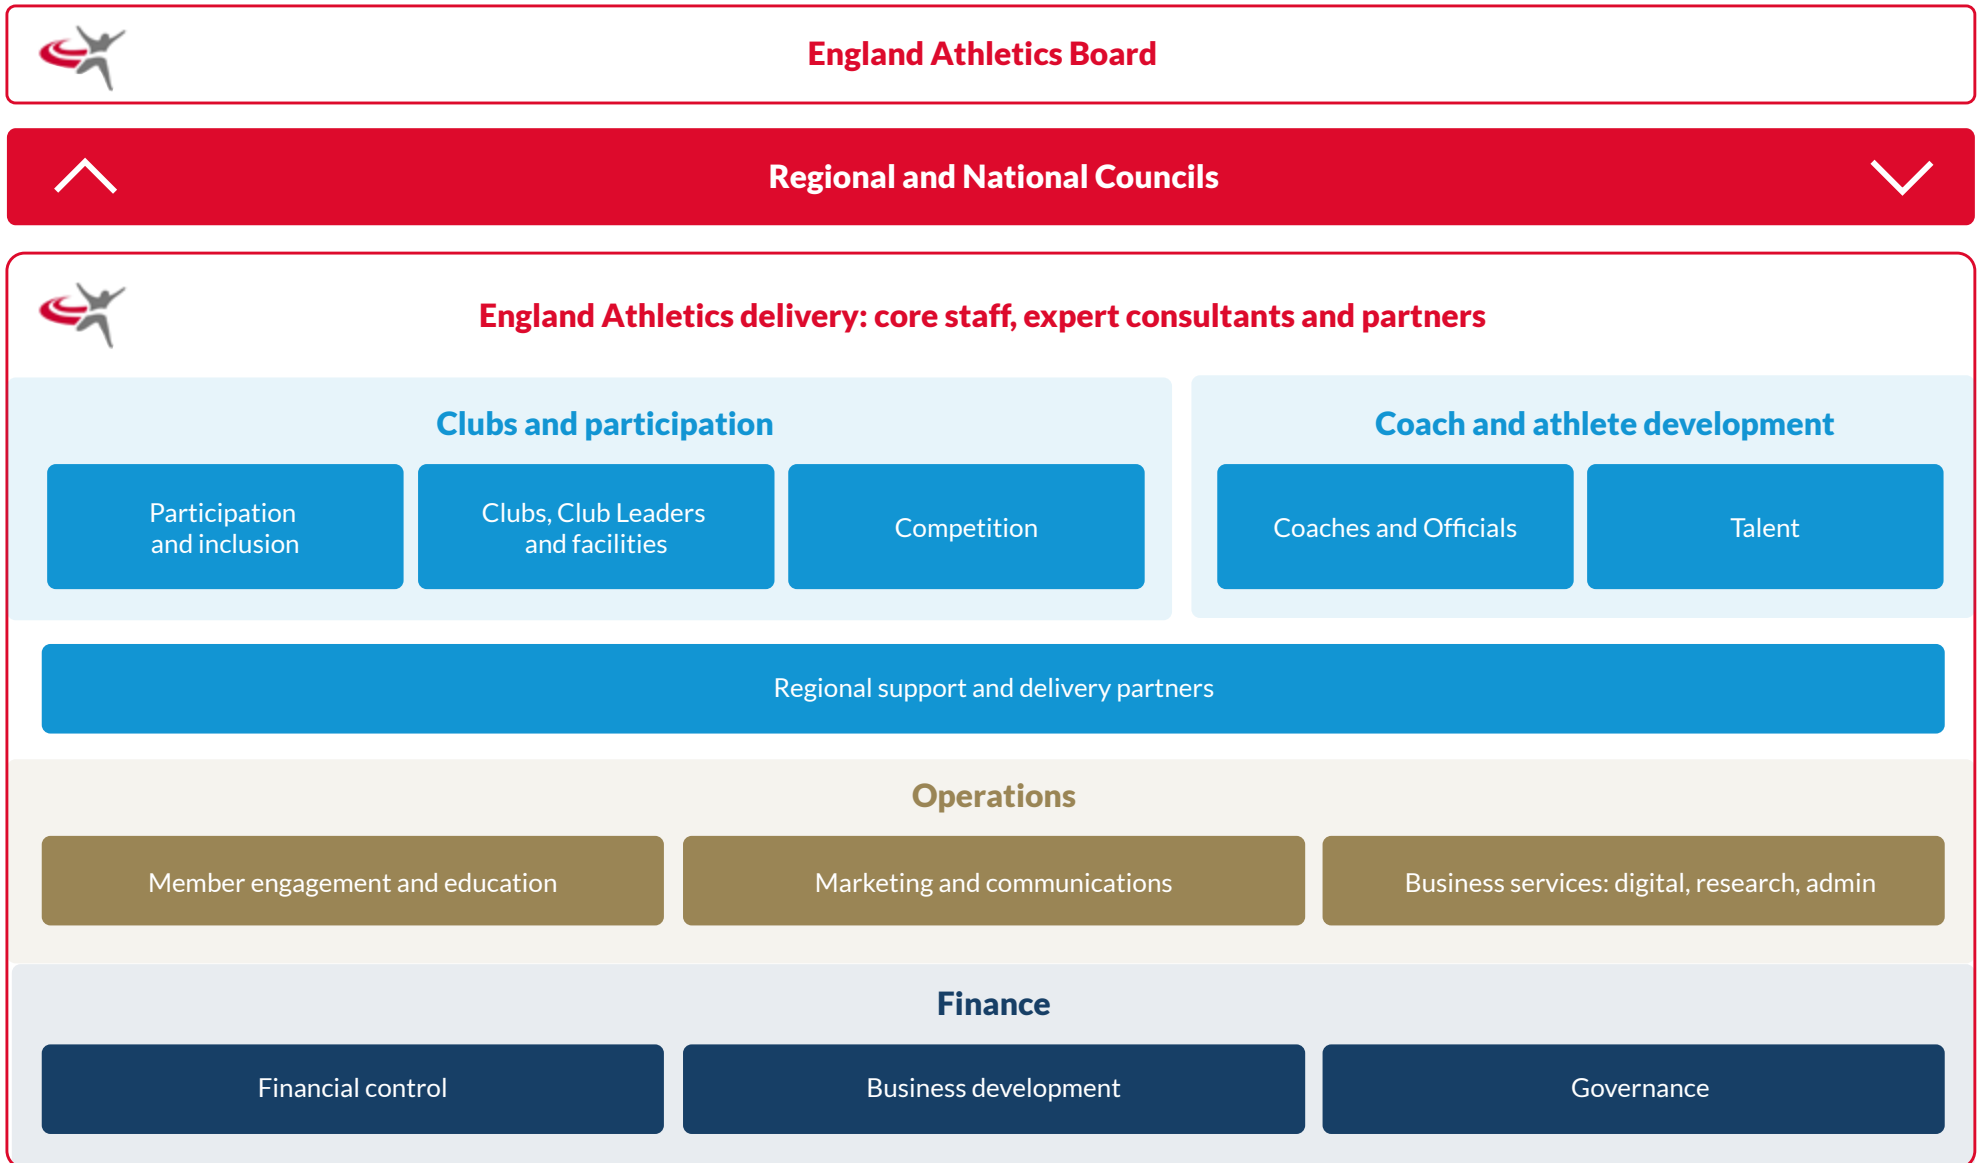 England Athletics Board
Regional and National Councils
England Athletics delivery: core staff, expert consultants and partners
Clubs and participation
Participation
and inclusion
Clubs, Club Leaders
and facilities
Competition
Coach and athlete development
Coaches and Officials
Talent
Regional support and delivery partners
Operations
Member engagement and education
Marketing and communications
Business services: digital, research, admin
Finance
Financial control
Business development
Governance